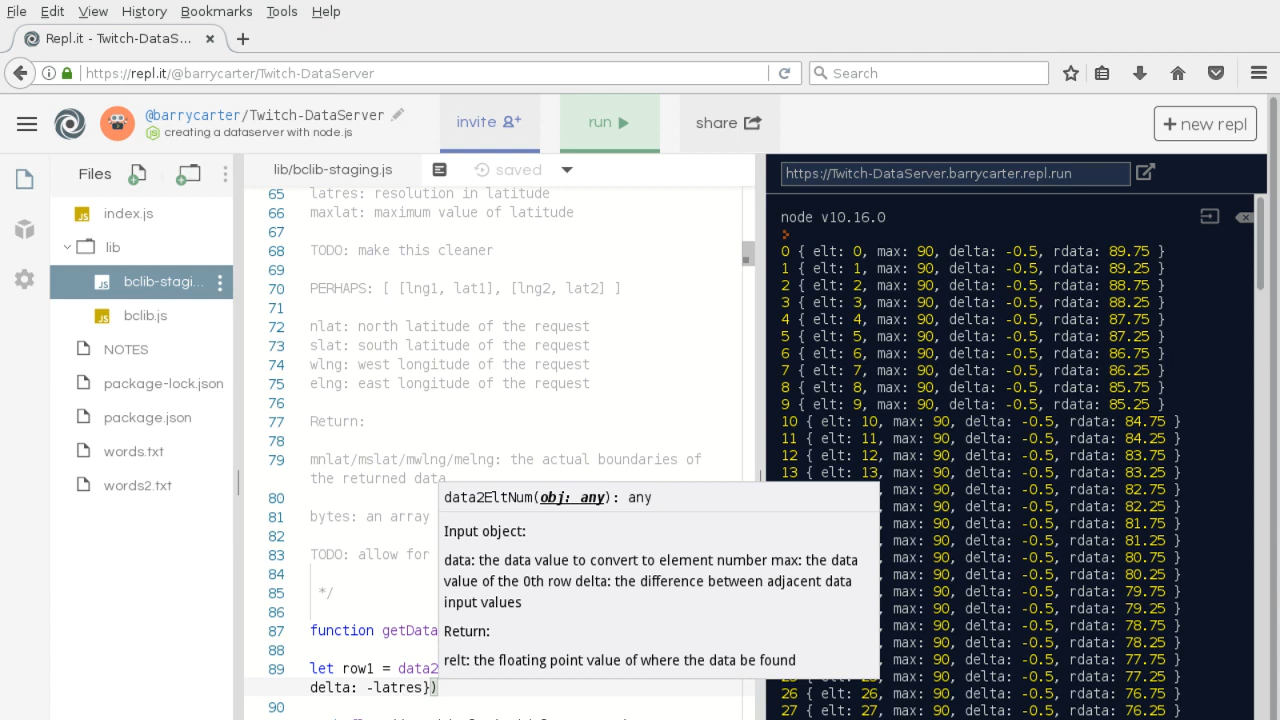 File Edit View History Bookmarks Tools Help
Repl.it - Twitch-DataS... × +
https://repl.it/@barrycarter/Twitch-DataServer
Search
@barrycarter/Twitch-DataServer
creating a dataserver with node.js
invite
run
share
+ new repl
Files
index.js
lib
bclib-stagi...
bclib.js
NOTES
package-lock.json
package.json
words.txt
words2.txt
lib/bclib-staging.js
saved
65 latres: resolution in latitude
66 maxlat: maximum value of latitude
67
68 TODO: make this cleaner
69
70 PERHAPS: [ [lng1, lat1], [lng2, lat2] ]
71
72 nlat: north latitude of the request
73 slat: south latitude of the request
74 wlng: west longitude of the request
75 elng: east longitude of the request
76
77 Return:
78
79 mnlat/mslat/mwlng/melng: the actual boundaries of
the returned data
80
81 bytes: an array
82
83 TODO: allow for
84
85 */
86
87 function getData
88
89 let row1 = data2
delta: -latres})
90
data2EltNum(obj: any): any
Input object:
data: the data value to convert to element number max: the data
value of the 0th row delta: the difference between adjacent data
input values
Return:
relt: the floating point value of where the data be found
https://Twitch-DataServer.barrycarter.repl.run
node v10.16.0
>
0 { elt: 0, max: 90, delta: -0.5, rdata: 89.75 }
1 { elt: 1, max: 90, delta: -0.5, rdata: 89.25 }
2 { elt: 2, max: 90, delta: -0.5, rdata: 88.75 }
3 { elt: 3, max: 90, delta: -0.5, rdata: 88.25 }
4 { elt: 4, max: 90, delta: -0.5, rdata: 87.75 }
5 { elt: 5, max: 90, delta: -0.5, rdata: 87.25 }
6 { elt: 6, max: 90, delta: -0.5, rdata: 86.75 }
7 { elt: 7, max: 90, delta: -0.5, rdata: 86.25 }
8 { elt: 8, max: 90, delta: -0.5, rdata: 85.75 }
9 { elt: 9, max: 90, delta: -0.5, rdata: 85.25 }
10 { elt: 10, max: 90, delta: -0.5, rdata: 84.75 }
11 { elt: 11, max: 90, delta: -0.5, rdata: 84.25 }
12 { elt: 12, max: 90, delta: -0.5, rdata: 83.75 }
13 { elt: 13, max: 90, delta: -0.5, rdata: 83.25 }
90, delta: -0.5, rdata: 82.75 }
90, delta: -0.5, rdata: 82.25 }
90, delta: -0.5, rdata: 81.75 }
90, delta: -0.5, rdata: 81.25 }
90, delta: -0.5, rdata: 80.75 }
90, delta: -0.5, rdata: 80.25 }
90, delta: -0.5, rdata: 79.75 }
90, delta: -0.5, rdata: 79.25 }
90, delta: -0.5, rdata: 78.75 }
90, delta: -0.5, rdata: 78.25 }
90, delta: -0.5, rdata: 77.75 }
90, delta: -0.5, rdata: 77.25 }
26 { elt: 26, max: 90, delta: -0.5, rdata: 76.75 }
27 { elt: 27, max: 90, delta: -0.5, rdata: 76.25 }